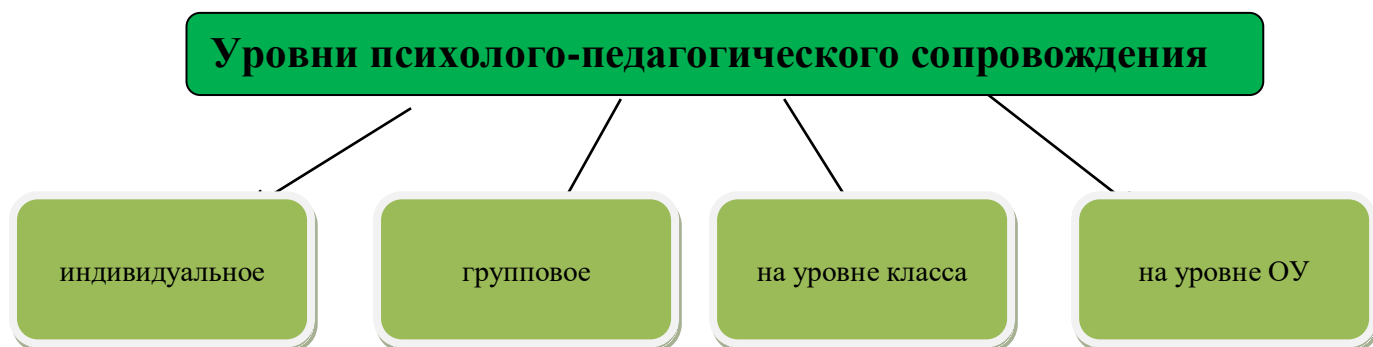 Уровни психолого-педагогического сопровождения
индивидуальное
групповое
на уровне класса
на уровне ОУ